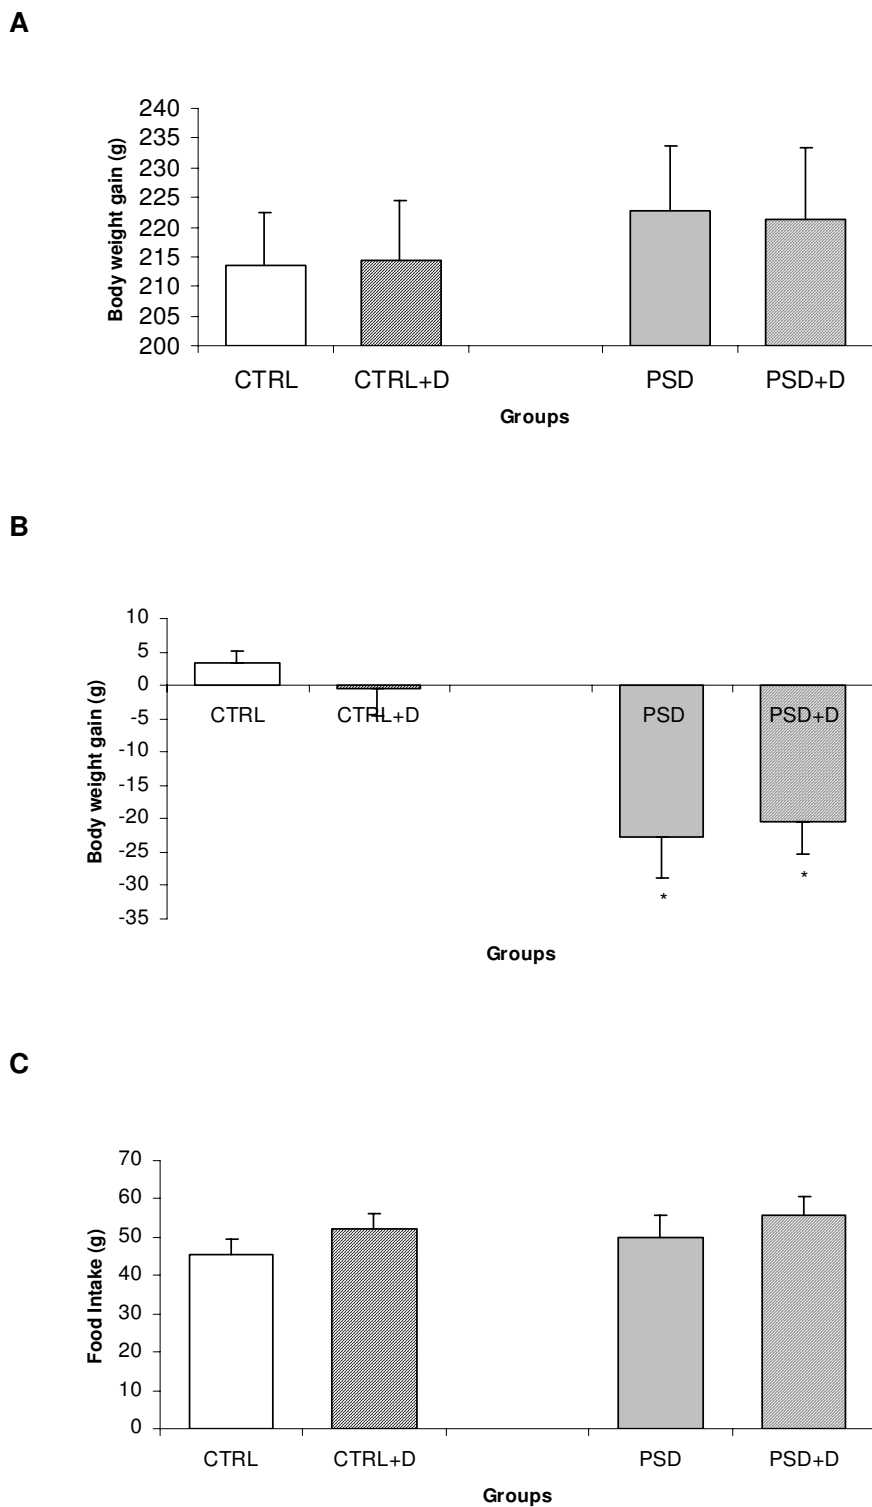 A
240
235
230
225
220
215
210
205
200
Body weight gain (g)
CTRL CTRL+D PSD PSD+D
Groups
B
10
5
0
-5
-10
-15
-20
-25
-30
-35
Body weight gain (g)
CTRL CTRL+D PSD PSD+D
* *
Groups
C
70
60
50
40
30
20
10
0
Food Intake (g)
CTRL CTRL+D PSD PSD+D
Groups